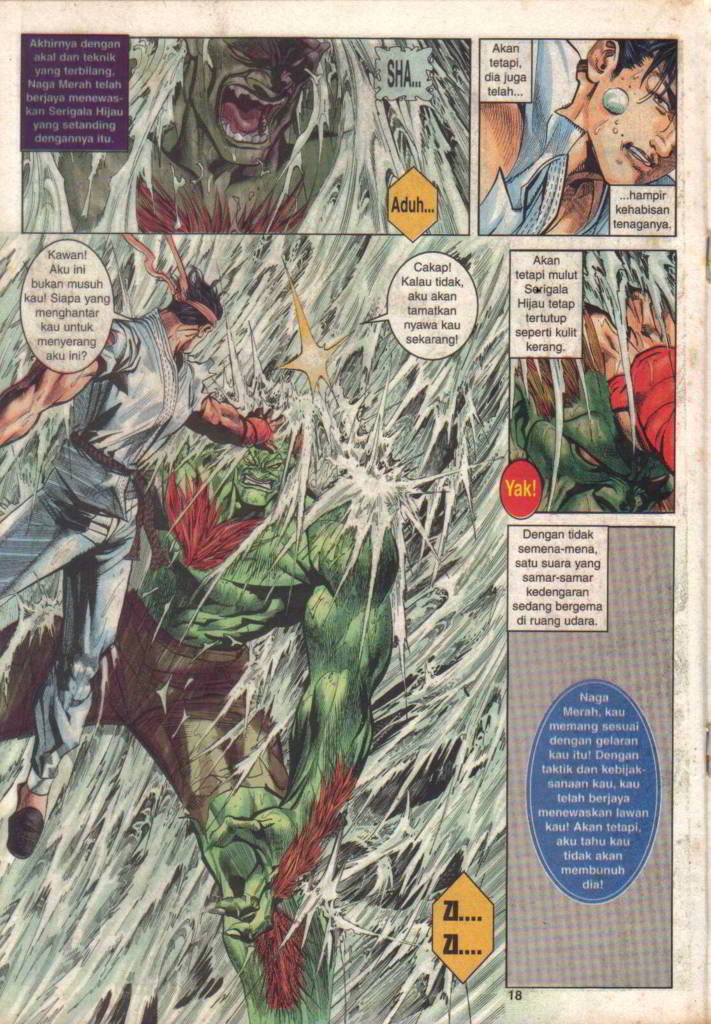 Akhirnya dengan
akal dan teknik
yang terbilang,
Naga Merah telah
berjaya menewas-
kan Serigala Hijau
yang setanding
dengannya itu.
SHA...
Aduh...
Akan
tetapi,
dia juga
telah...
...hampir
kehabisan
tenaganya.
Kawan!
Aku ini
bukan musuh
kau! Siapa yang
menghantar
kau untuk
menyerang
aku ini?
Cakap!
Kalau tidak,
aku akan
tamatkan
nyawa kau
sekarang!
Akan
tetapi mulut
Serigala
Hijau tetap
tertutup
seperti kulit
kerang.
Yak!
Dengan tidak
semena-mena,
satu suara yang
samar-samar
kedengaran
sedang bergema
di ruang udara.
Naga
Merah, kau
memang sesuai
dengan gelaran
kau itu! Dengan
taktik dan kebijak-
sanaan kau, kau
telah berjaya
menewaskan lawan
kau! Akan tetapi,
aku tahu kau
tidak akan
membunuh
dia!
ZI....
ZI....
18